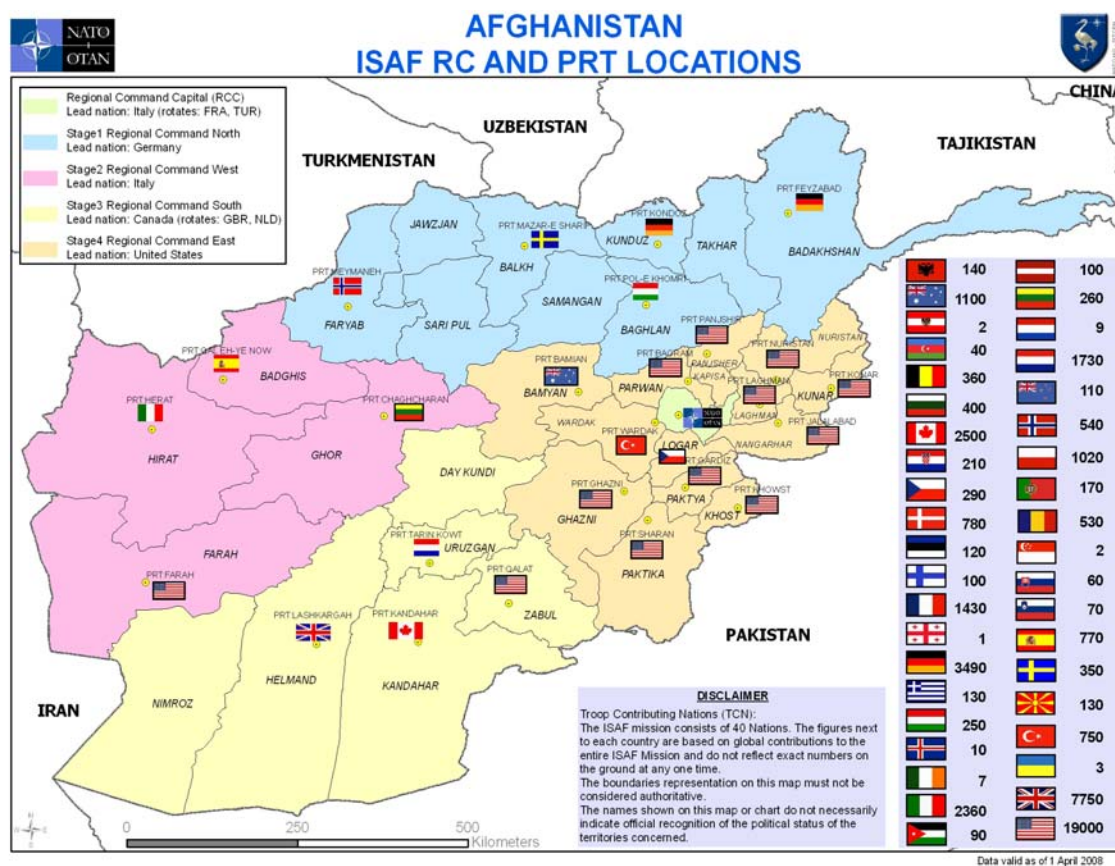 NATO
OTAN
AFGHANISTAN
ISAF RC AND PRT LOCATIONS
Regional Command Capital (RCC)
Lead nation: Italy (rotates: FRA, TUR)
Stage1 Regional Command North
Lead nation: Germany
Stage2 Regional Command West
Lead nation: Italy
Stage3 Regional Command South
Lead nation: Canada (rotates: GBR, NLD)
Stage4 Regional Command East
Lead nation: United States
CHINA
UZBEKISTAN
TAJIKISTAN
TURKMENISTAN
PRT FEYZABAD
JAWZJAN
PRT MAZAR-E SHARIF
PRT KONDOZ
KUNDUZ
TAKHAR
BADAKHSHAN
BALKH
PRT MEYMANEH
SAMANGAN
PRT POL-E KHOMRI
FARYAB
SARI PUL
BAGHLAN
PRT PANJSHIR
NURISTAN
PRT NURISTAN
PRT QALEH-YE NOW
PRT BAMIAN
PRT BAGRAM
PANJSHER
BADGHIS
KAPISA
PRT KONAR
PARWAN
PRT LAGHMAN
BAMYAN
KUNAR
PRT HERAT
PRT CHAGHCHARAN
LAGHMAN
WARDAK
NATO
OTAN
PRT JALALABAD
PRT WARDAK
LOGAR
NANGARHAR
HIRAT
GHOR
PRT GARDIZ
DAY KUNDI
PRT GHAZNI
PAKTYA
PRT KHOWST
GHAZNI
KHOST
PRT TARIN KOWT
PRT SHARAN
FARAH
URUZGAN
PRT FARAH
PRT QALAT
PAKTIKA
PRT LASHKARGAH
PRT KANDAHAR
ZABUL
PAKISTAN
HELMAND
KANDAHAR
NIMROZ
IRAN
140
1100
2
40
360
400
2500
210
290
780
120
100
1430
1
3490
130
250
10
7
2360
90
100
260
9
1730
110
540
1020
170
530
2
60
70
770
350
130
750
3
7750
19000
DISCLAIMER
Troop Contributing Nations (TCN):
The ISAF mission consists of 40 Nations. The figures next
to each country are based on global contributions to the
entire ISAF Mission and do not reflect exact numbers on
the ground at any one time.
The boundaries representation on this map must not be
considered authoritative.
The names shown on this map or chart do not necessarily
indicate official recognition of the political status of the
territories concerned.
0 250 500
Kilometers
Data valid as of 1 April 2008